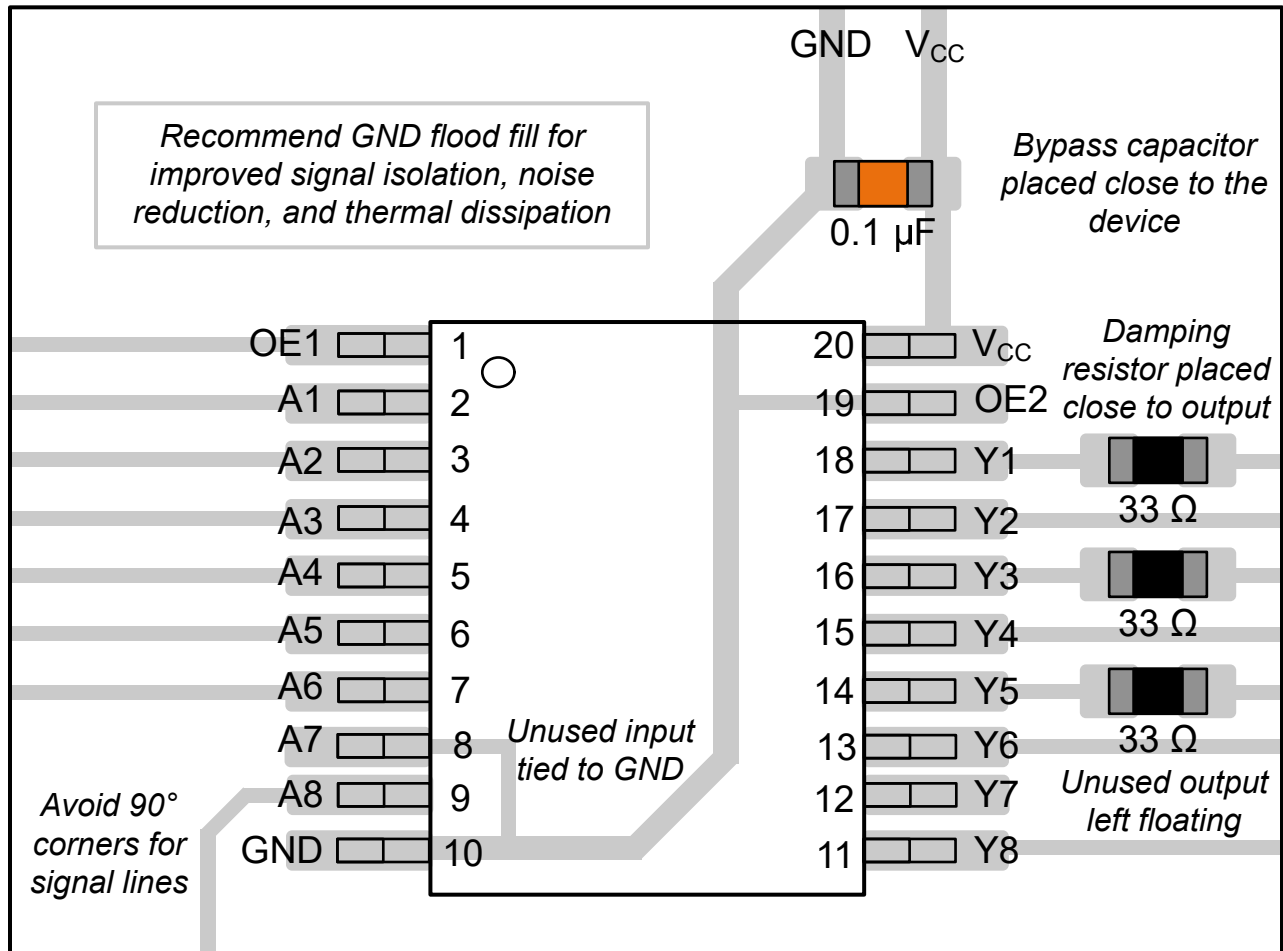 GND VCC
Recommend GND flood fill for
improved signal isolation, noise
reduction, and thermal dissipation
Bypass capacitor
placed close to the
device
0.1 µF
OE1 1 20 VCC
A1 2 19 OE2
A2 3 18 Y1
A3 4 17 Y2
A4 5 16 Y3
A5 6 15 Y4
A6 7 14 Y5
A7 8 13 Y6
A8 9 12 Y7
GND 10 11 Y8
Damping
resistor placed
close to output
33 Ω
33 Ω
33 Ω
Unused input
tied to GND
Unused output
left floating
Avoid 90°
corners for
signal lines